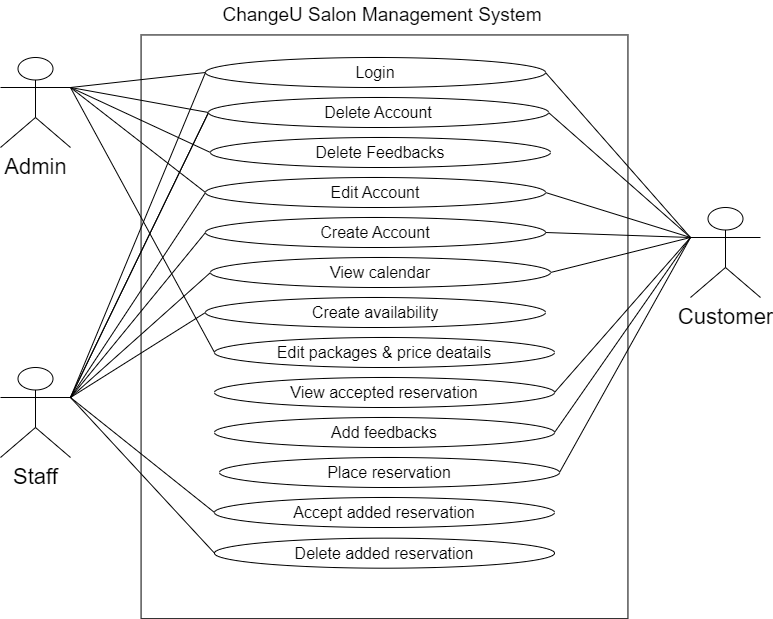 ChangeU Salon Management System
Login
Delete Account
Delete Feedbacks
Admin
Edit Account
Create Account
View calendar
Create availability
Customer
Edit packages & price deatails
View accepted reservation
Add feedbacks
Place reservation
Staff
Accept added reservation
Delete added reservation